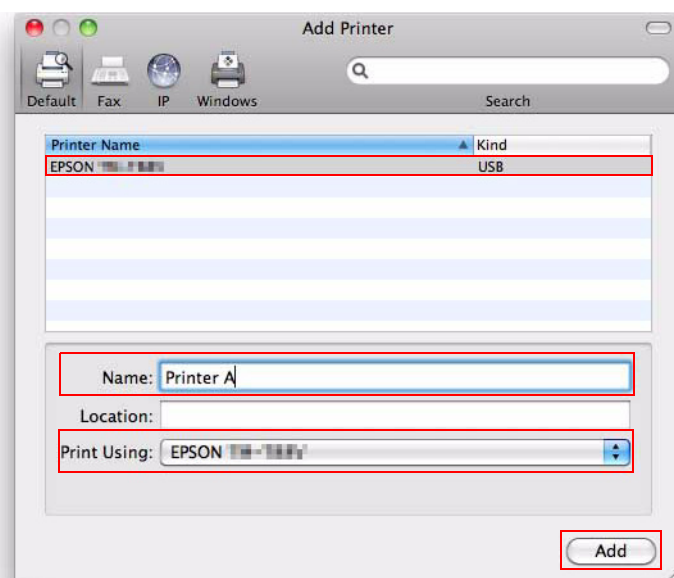 Add Printer
Default Fax IP Windows Search
Printer Name Kind
EPSON USB
Name: Printer A
Location:
Print Using: EPSON
Add